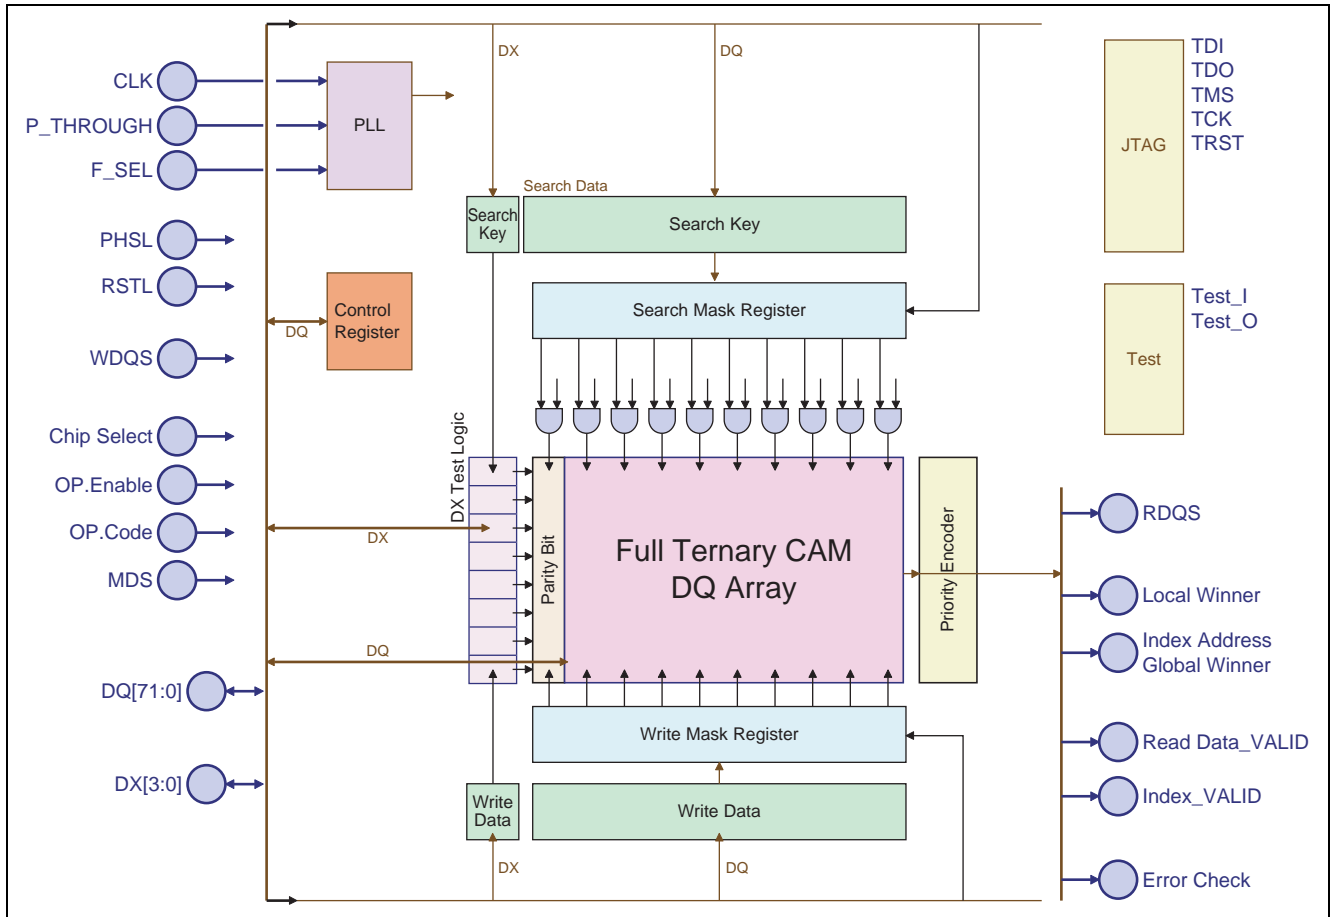 CLK
P_THROUGH
F_SEL
PHSL
RSTL
WDQS
Chip Select
OP.Enable
OP.Code
MDS
DQ[71:0]
DX[3:0]
PLL
Control
Register
DQ
DX
DQ
DX
DQ
Search Data
Search
Key
Search Key
Search Mask Register
DX Test Logic
Parity Bit
Full Ternary CAM
DQ Array
Priority Encoder
Write Mask Register
Write
Data
Write Data
DX
DQ
JTAG
TDI
TDO
TMS
TCK
TRST
Test
Test_I
Test_O
RDQS
Local Winner
Index Address
Global Winner
Read Data_VALID
Index_VALID
Error Check